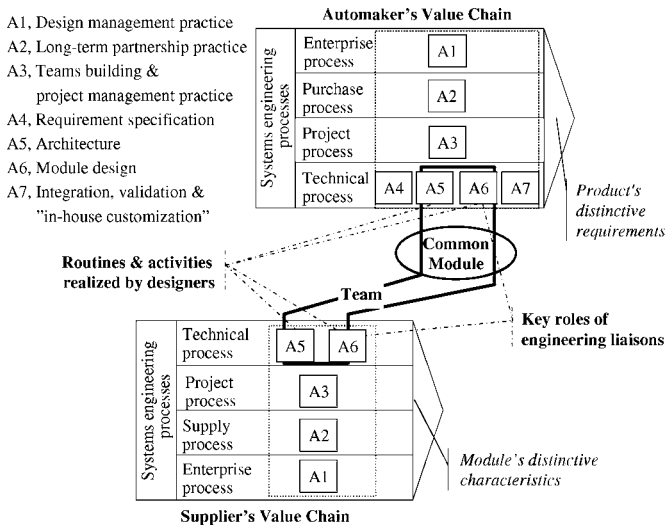 Automaker's Value Chain
A1, Design management practice
A2, Long-term partnership practice
A3, Teams building &
project management practice
A4, Requirement specification
A5, Architecture
A6, Module design
A7, Integration, validation &
"in-house customization"
Systems engineering
processes
Enterprise
process
A1
Purchase
process
A2
Project
process
A3
Technical
process
A4
A5
A6
A7
Product's
distinctive
requirements
Common
Module
Routines & activities
realized by designers
Team
Key roles of
engineering liaisons
Systems engineering
processes
Technical
process
A5
A6
Project
process
A3
Supply
process
A2
Enterprise
process
A1
Module's distinctive
characteristics
Supplier's Value Chain